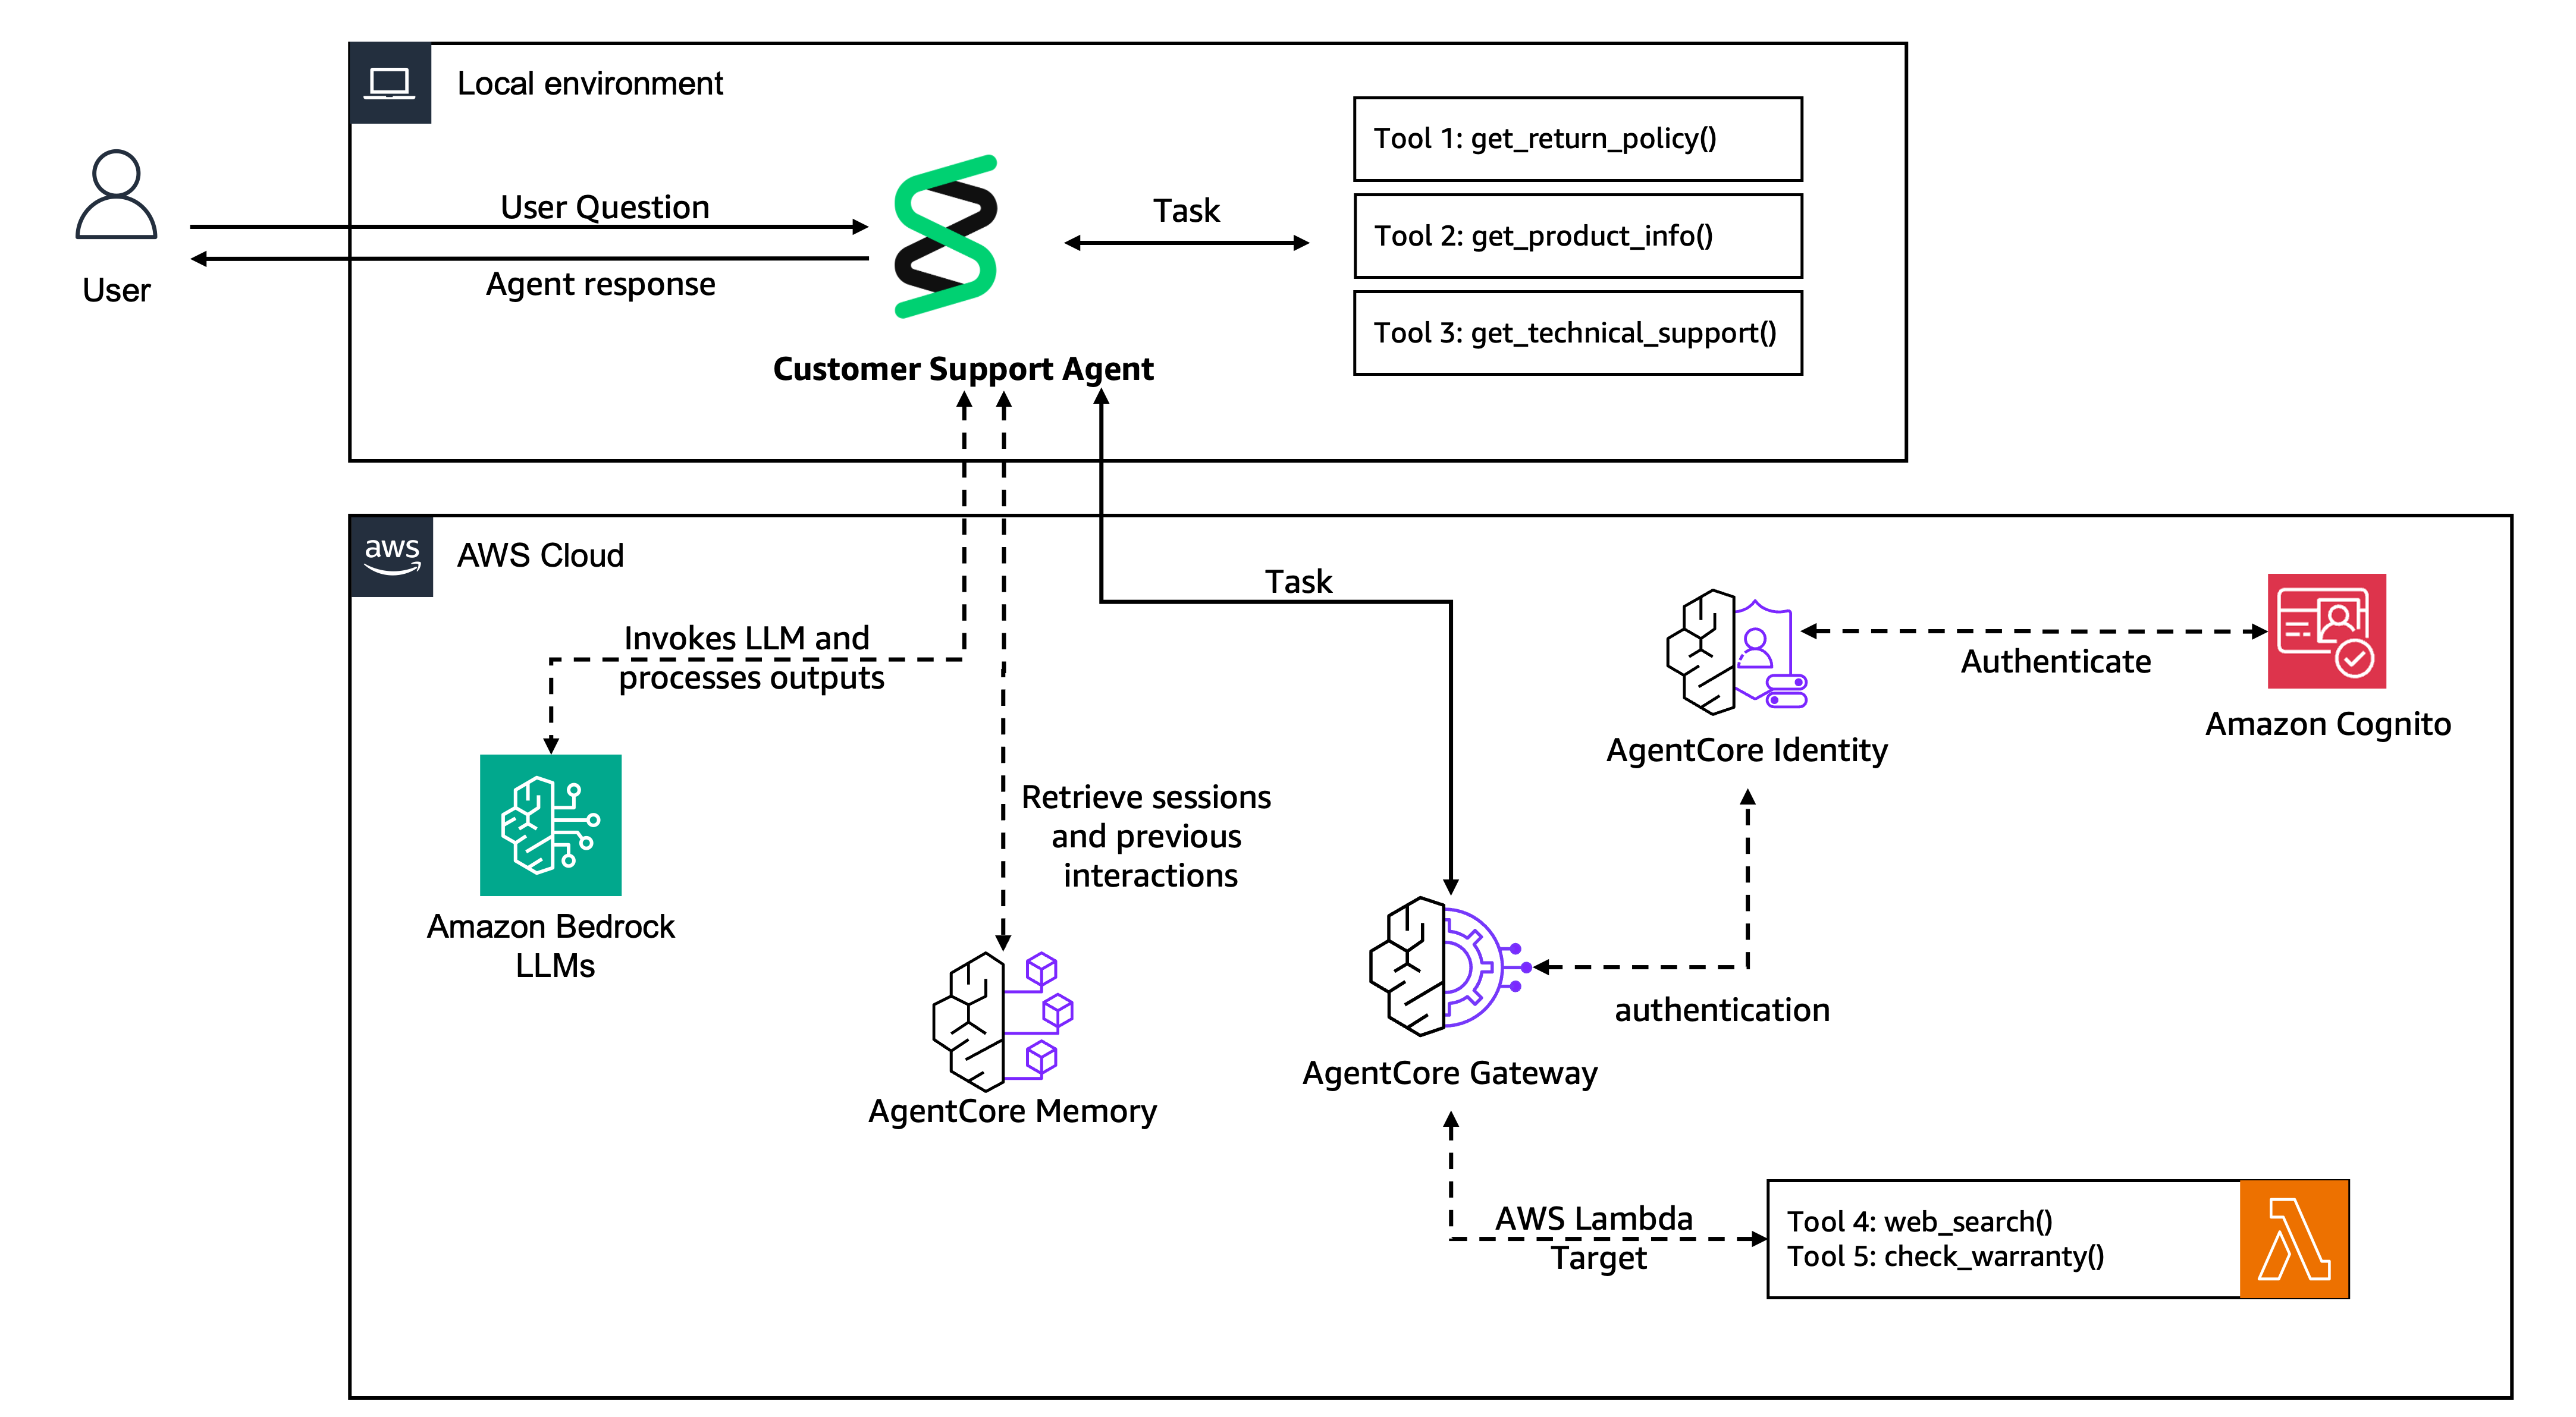 Local environment
Tool 1: get_return_policy()
User Question
Task
Tool 2: get_product_info()
User
Agent response
Tool 3: get_technical_support()
Customer Support Agent
aws
AWS Cloud
Task
Invokes LLM and
processes outputs
Authenticate
AgentCore Identity
Amazon Cognito
Retrieve sessions
and previous
interactions
Amazon Bedrock
LLMs
authentication
AgentCore Memory
AgentCore Gateway
AWS Lambda
Target
Tool 4: web_search()
Tool 5: check_warranty()